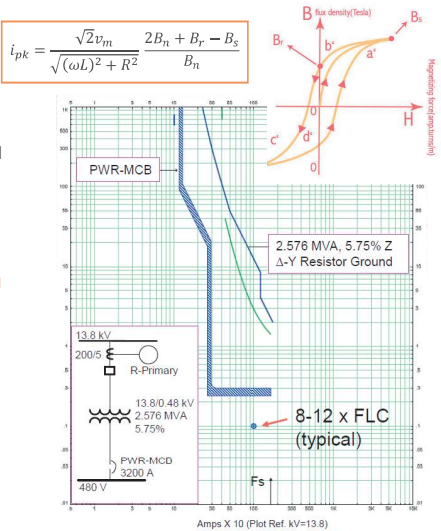 i_pk = √2v_m / √((ωL)² + R²) (2B_n + B_r − B_s) / B_n
B flux density(Tesla)
B_s
B_r
b'
a'
H
Magnetizing force(amp.turns/m)
c'
d'
0
0
PWR-MCB
2.576 MVA, 5.75% Z
Δ-Y Resistor Ground
13.8 kV
200/5
R-Primary
13.8/0.48 kV
2.576 MVA
5.75%
PWR-MCD
3200 A
480 V
8-12 x FLC
(typical)
Fs
Amps X 10 (Plot Ref. kV=13.8)